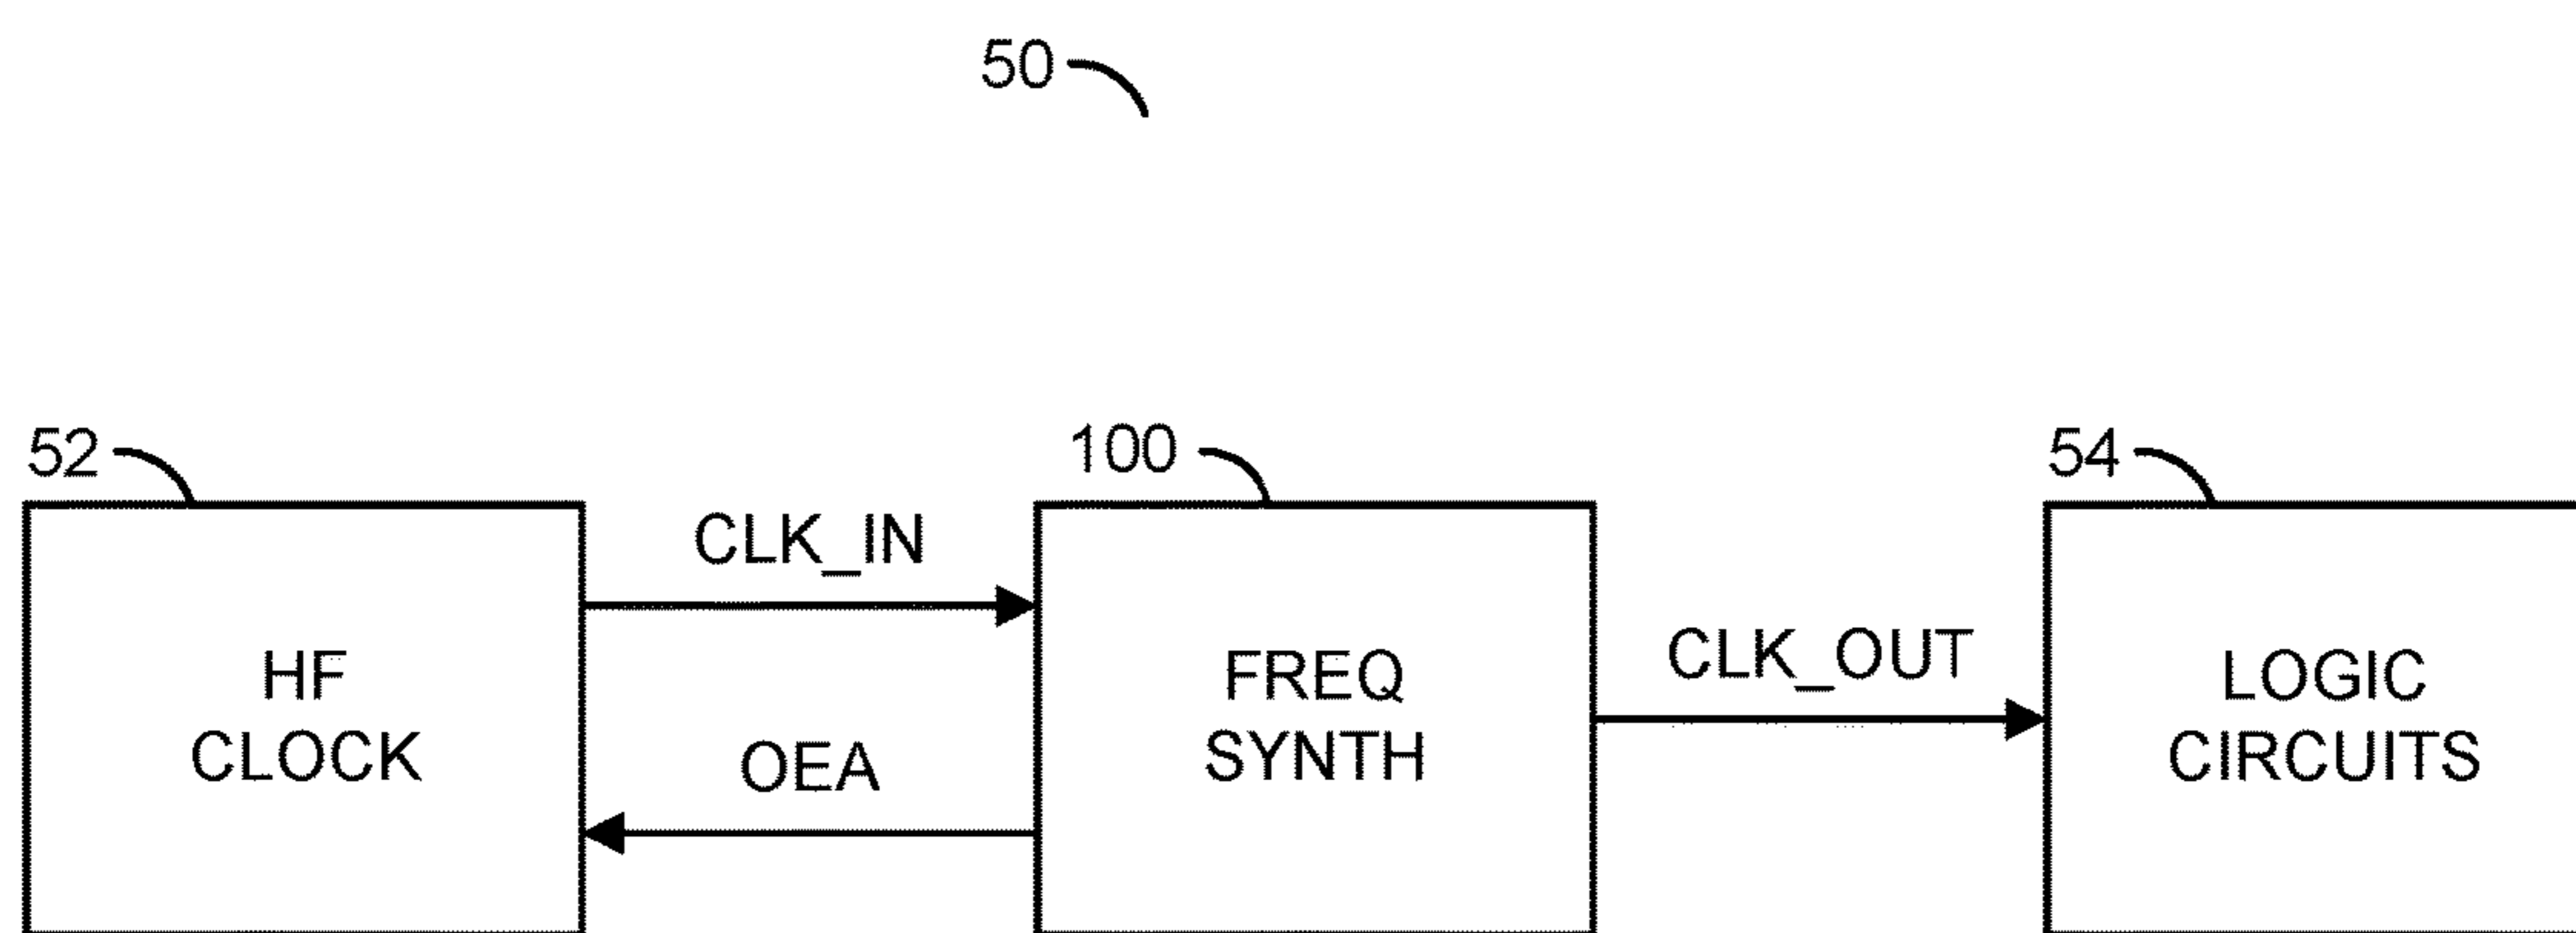 50
52
100
54
CLK_IN
HF
CLOCK
OEA
FREQ
SYNTH
CLK_OUT
LOGIC
CIRCUITS